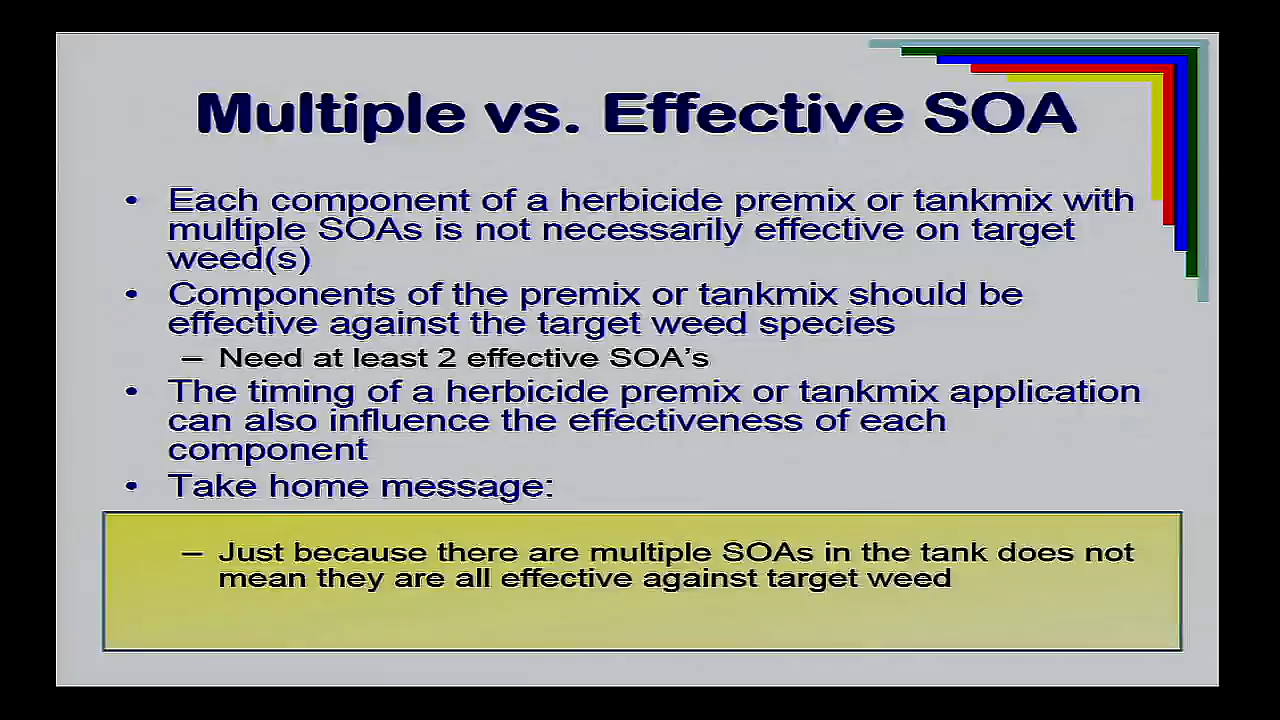 Multiple vs. Effective SOA
• Each component of a herbicide premix or tankmix with
multiple SOAs is not necessarily effective on target
weed(s)
• Components of the premix or tankmix should be
effective against the target weed species
– Need at least 2 effective SOA's
• The timing of a herbicide premix or tankmix application
can also influence the effectiveness of each
component
• Take home message:
– Just because there are multiple SOAs in the tank does not
mean they are all effective against target weed